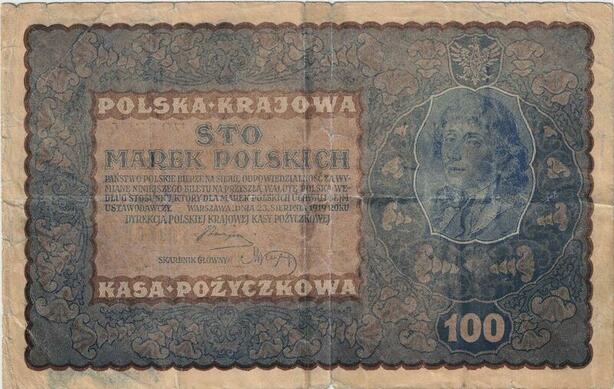 POLSKA • KRAJOWA
STO
MAREK POLSKICH
PAŃSTWO POLSKIE BIERZE NA SIEBIE ODPOWIEDZIALNOŚĆ ZA WY-
MIANĘ NINIEJSZEGO BILETU NA PRZYSZŁĄ WALUTĘ POLSKĄ WE-
DŁUG STOSUNKU, KTÓRY DLA MAREK POLSKICH UCHWALI SEJM
USTAWODAWCZY. WARSZAWA, DNIA 23. SIERPNIA 1919 ROKU
DYREKCJA POLSKIEJ KRAJOWEJ KASY POŻYCZKOWEJ
SKARBNIK GŁÓWNY
KASA • POŻYCZKOWA
100